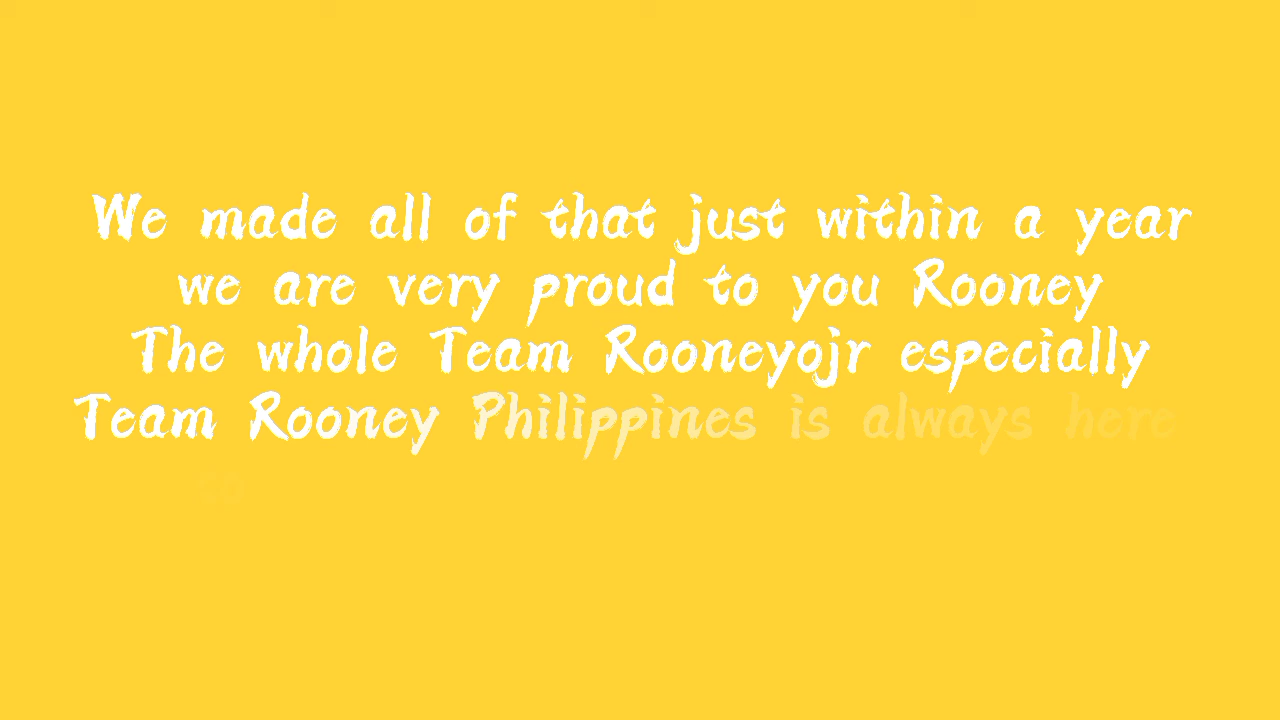 We made all of that just within a year
we are very proud to you Rooney
The whole Team Rooneyojr especially
Team Rooney Philippines is always here